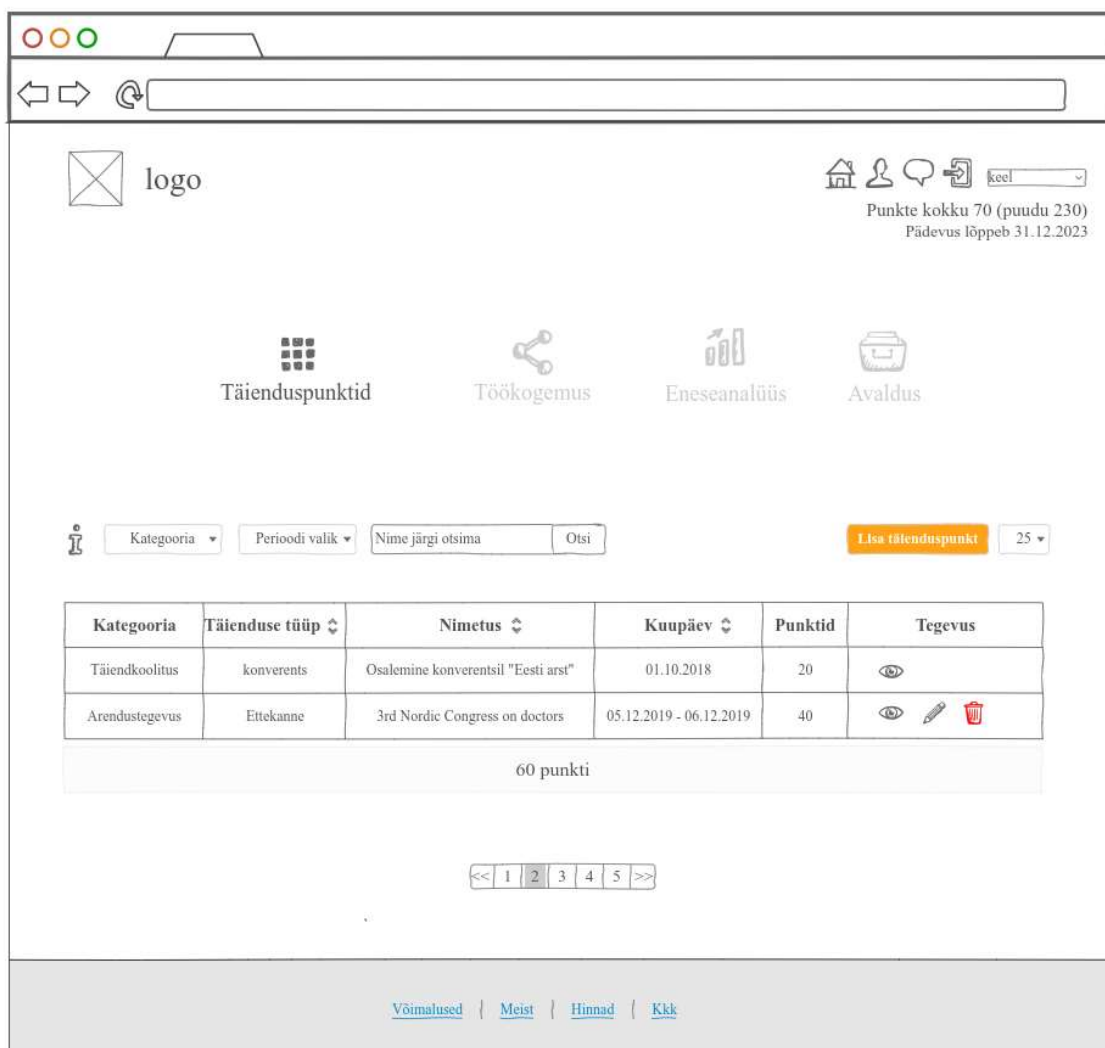 logo
keel
Punkte kokku 70 (puudu 230)
Pädevus lõppeb 31.12.2023
Täienduspunktid Töökogemus Eneseanalüüs Avaldus
Kategooria Perioodi valik Nime järgi otsima Otsi Lisa täienduspunkt 25
Kategooria Täienduse tüüp Nimetus Kuupäev Punktid Tegevus
Täiendkoolitus konverents Osalemine konverentsil "Eesti arst" 01.10.2018 20
Arendustegevus Ettekanne 3rd Nordic Congress on doctors 05.12.2019 - 06.12.2019 40
60 punkti
<< 1 2 3 4 5 >>
Võimalused | Meist | Hinnad | Kkk